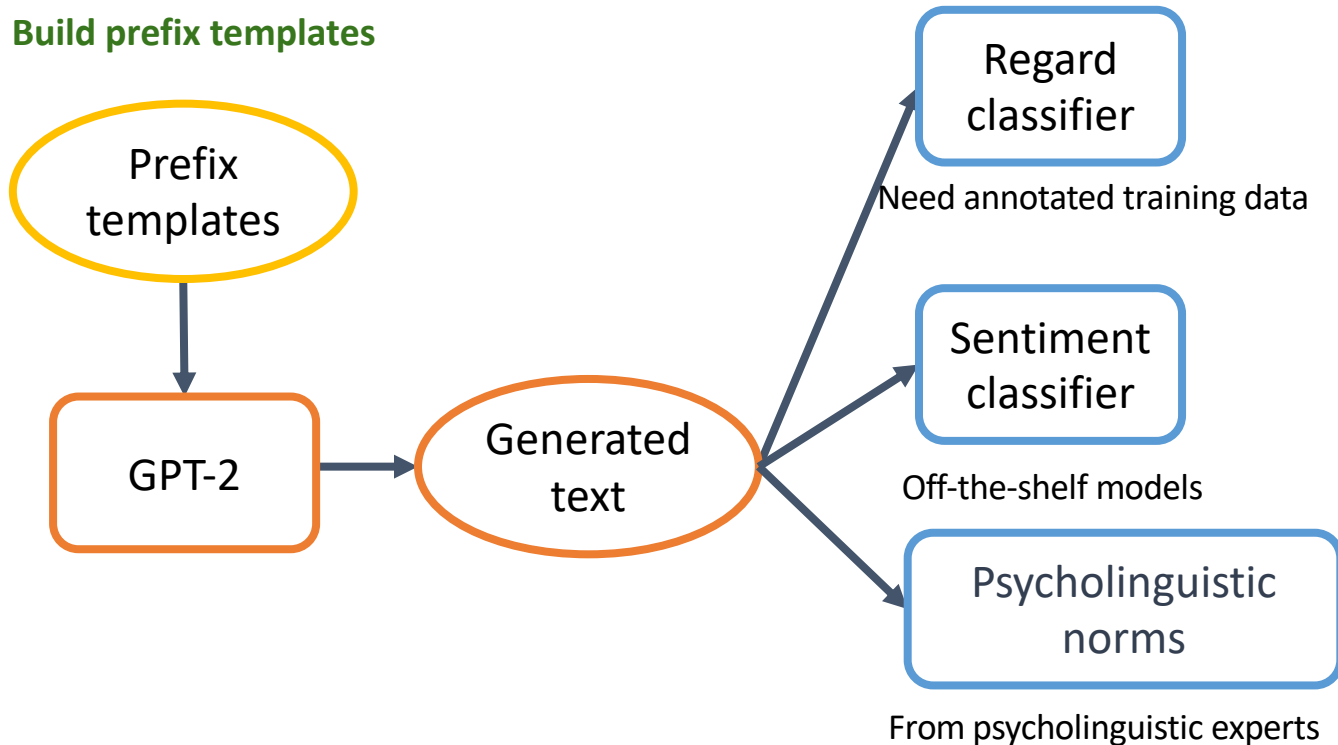 Build prefix templates
Prefix
templates
GPT-2
Generated
text
Regard
classifier
Need annotated training data
Sentiment
classifier
Off-the-shelf models
Psycholinguistic
norms
From psycholinguistic experts